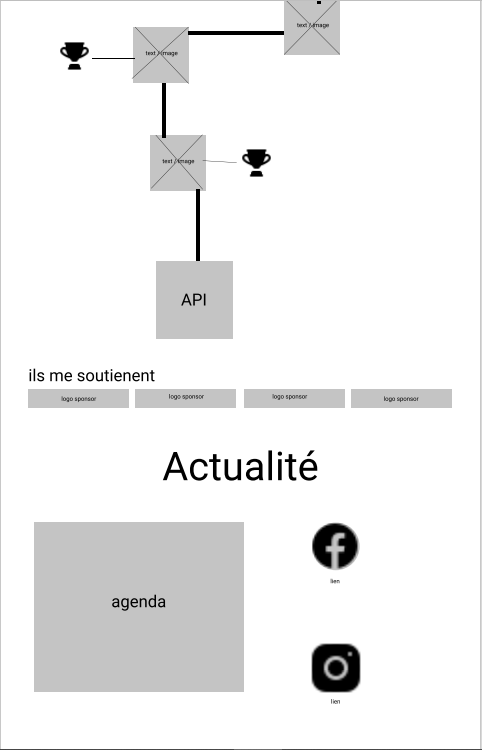 text / image
text / image
text / image
API
ils me soutienent
logo sponsor
logo sponsor
logo sponsor
logo sponsor
Actualité
agenda
lien
lien